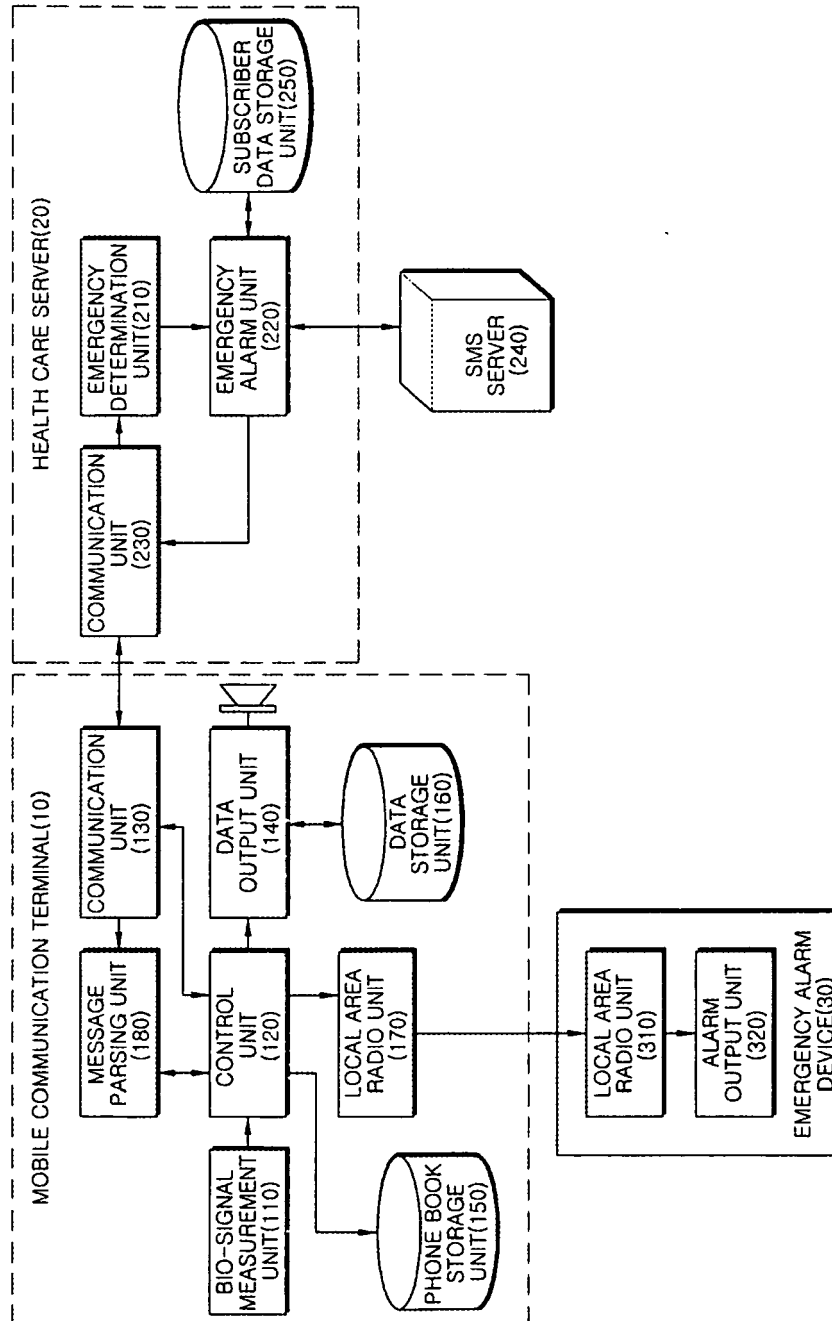 MOBILE COMMUNICATION TERMINAL(10)
BIO-SIGNAL
MEASUREMENT
UNIT(110)
MESSAGE
PARSING UNIT
(180)
CONTROL
UNIT
(120)
COMMUNICATION
UNIT
(130)
DATA
OUTPUT UNIT
(140)
PHONE BOOK
STORAGE
UNIT(150)
LOCAL AREA
RADIO UNIT
(170)
DATA
STORAGE
UNIT(160)
HEALTH CARE SERVER(20)
COMMUNICATION
UNIT
(230)
EMERGENCY
DETERMINATION
UNIT(210)
EMERGENCY
ALARM UNIT
(220)
SUBSCRIBER
DATA STORAGE
UNIT(250)
SMS
SERVER
(240)
LOCAL AREA
RADIO UNIT
(310)
ALARM
OUTPUT UNIT
(320)
EMERGENCY ALARM
DEVICE(30)